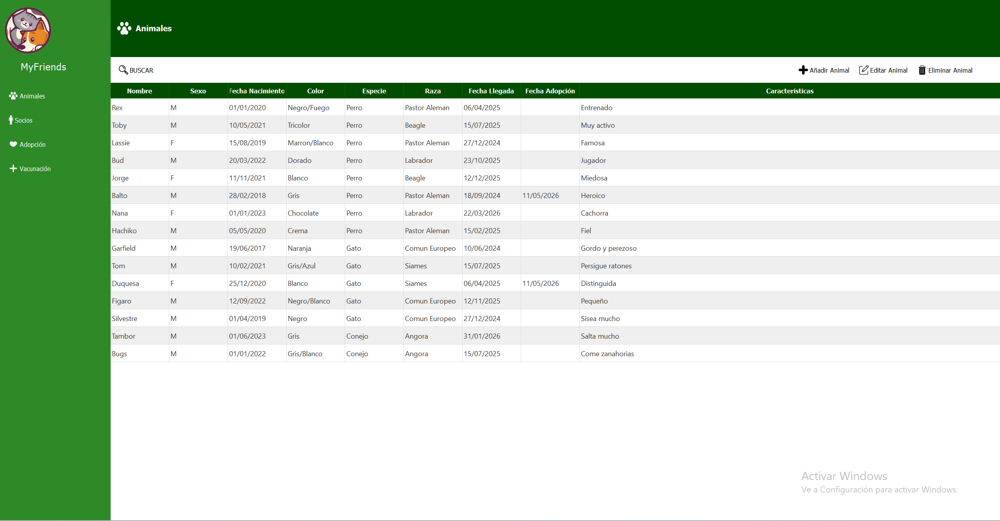 MyFriends
Animales
Socios
Adopción
Vacunación
Animales
BUSCAR
Añadir Animal Editar Animal Eliminar Animal
Nombre Sexo Fecha Nacimiento Color Especie Raza Fecha Llegada Fecha Adopción Características
Rex M 01/01/2020 Negro/Fuego Perro Pastor Aleman 06/04/2025 Entrenado
Toby M 10/05/2021 Tricolor Perro Beagle 15/07/2025 Muy activo
Lassie F 15/08/2019 Marron/Blanco Perro Pastor Aleman 27/12/2024 Famosa
Bud M 20/03/2022 Dorado Perro Labrador 23/10/2025 Jugador
Jorge F 11/11/2021 Blanco Perro Beagle 12/12/2025 Miedosa
Balto M 28/02/2018 Gris Perro Pastor Aleman 18/09/2024 11/05/2026 Heroico
Nana F 01/01/2023 Chocolate Perro Labrador 22/03/2026 Cachorra
Hachiko M 05/05/2020 Crema Perro Pastor Aleman 15/02/2025 Fiel
Garfield M 19/06/2017 Naranja Gato Comun Europeo 10/06/2024 Gordo y perezoso
Tom M 10/02/2021 Gris/Azul Gato Siames 15/07/2025 Persigue ratones
Duquesa F 25/12/2020 Blanco Gato Siames 06/04/2025 11/05/2026 Distinguida
Figaro M 12/09/2022 Negro/Blanco Gato Comun Europeo 12/11/2025 Pequeño
Silvestre M 01/04/2019 Negro Gato Comun Europeo 27/12/2024 Sisea mucho
Tambor M 01/06/2023 Gris Conejo Angora 31/01/2026 Salta mucho
Bugs M 01/01/2022 Gris/Blanco Conejo Angora 15/07/2025 Come zanahorias
Activar Windows
Ve a Configuración para activar Windows.